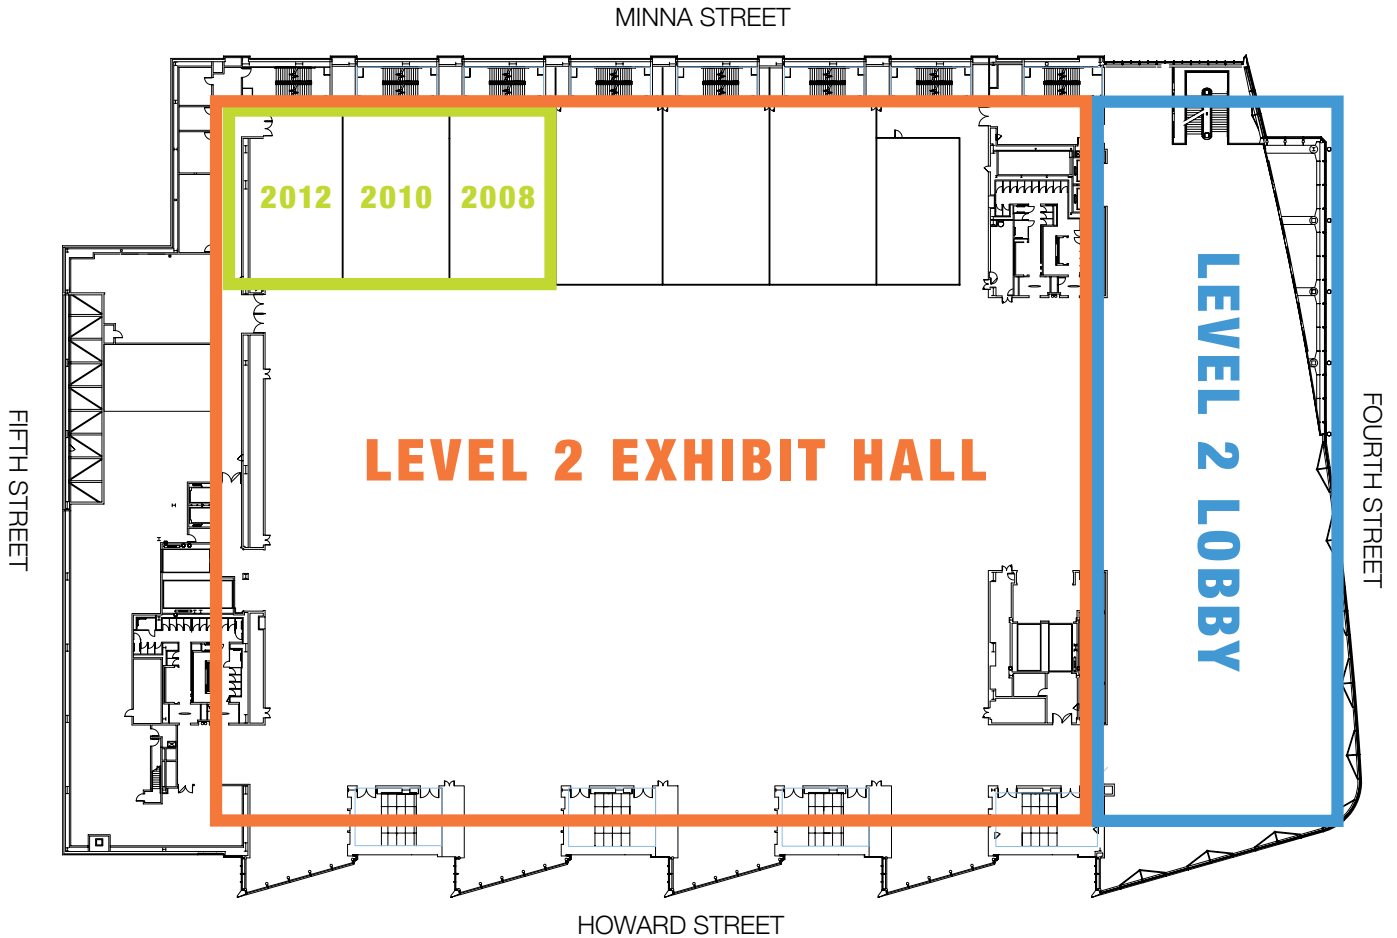 MINNA STREET
2012 2010 2008
LEVEL 2 EXHIBIT HALL
LEVEL 2 LOBBY
FIFTH STREET
FOURTH STREET
HOWARD STREET